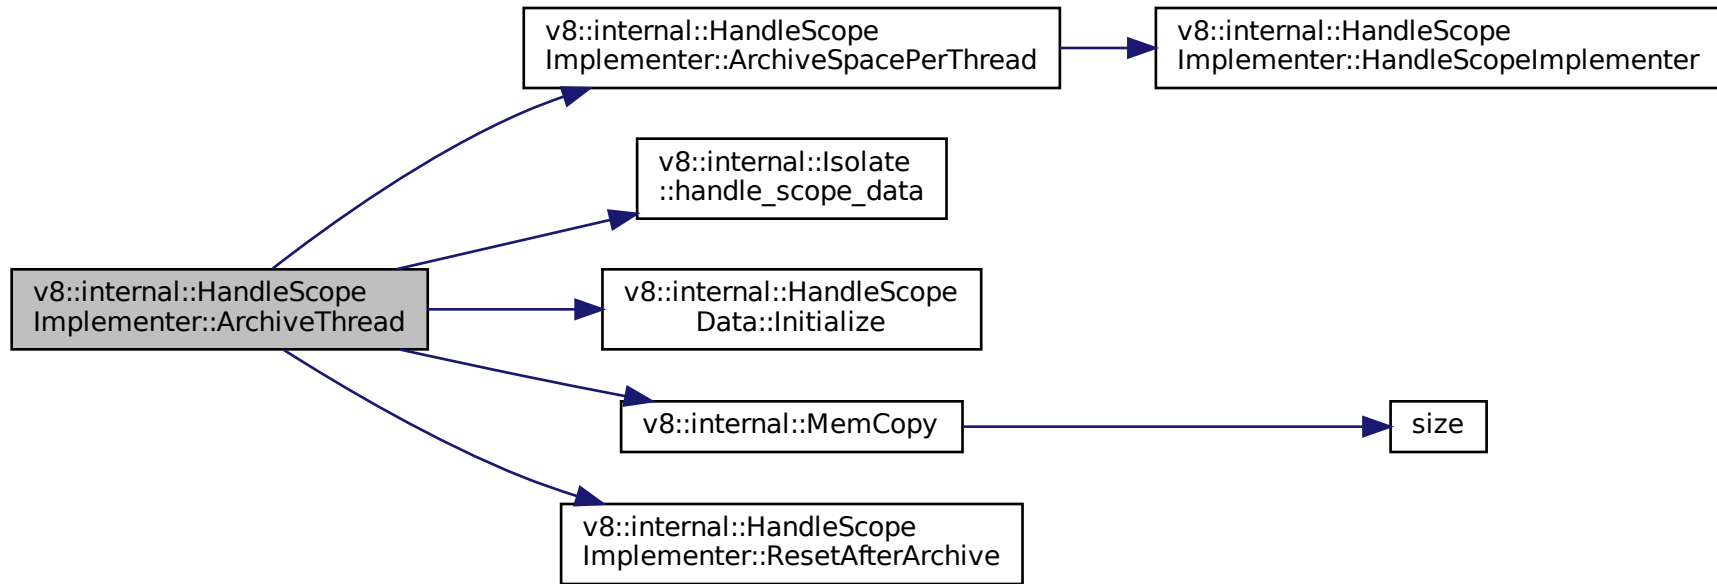 v8::internal::HandleScope
Implementer::ArchiveSpacePerThread
v8::internal::HandleScope
Implementer::HandleScopeImplementer
v8::internal::Isolate
::handle_scope_data
v8::internal::HandleScope
Implementer::ArchiveThread
v8::internal::HandleScope
Data::Initialize
v8::internal::MemCopy
size
v8::internal::HandleScope
Implementer::ResetAfterArchive